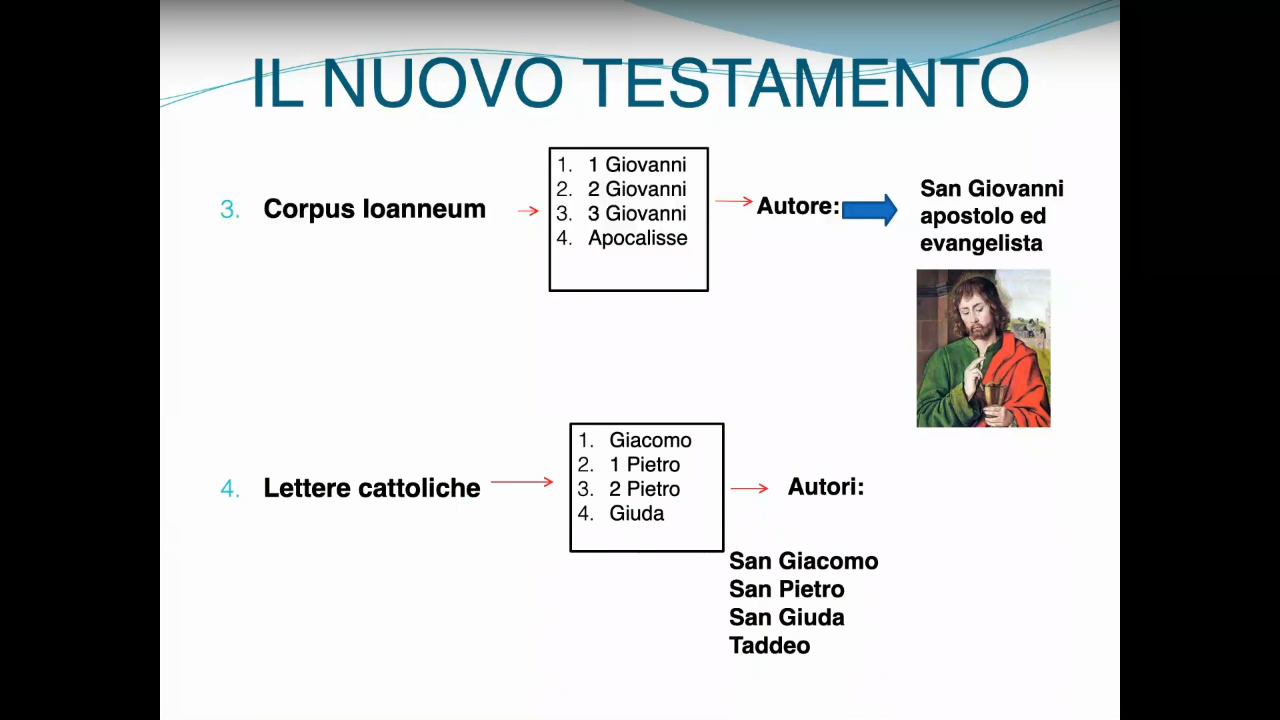 IL NUOVO TESTAMENTO
3. Corpus Ioanneum
1. 1 Giovanni
2. 2 Giovanni
3. 3 Giovanni
4. Apocalisse
Autore:
San Giovanni
apostolo ed
evangelista
4. Lettere cattoliche
1. Giacomo
2. 1 Pietro
3. 2 Pietro
4. Giuda
Autori:
San Giacomo
San Pietro
San Giuda
Taddeo